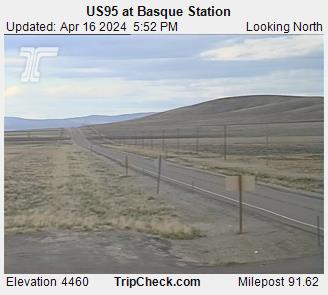 US95 at Basque Station
Updated: Apr 16 2024 5:52 PM Looking North
Elevation 4460 TripCheck.com Milepost 91.62